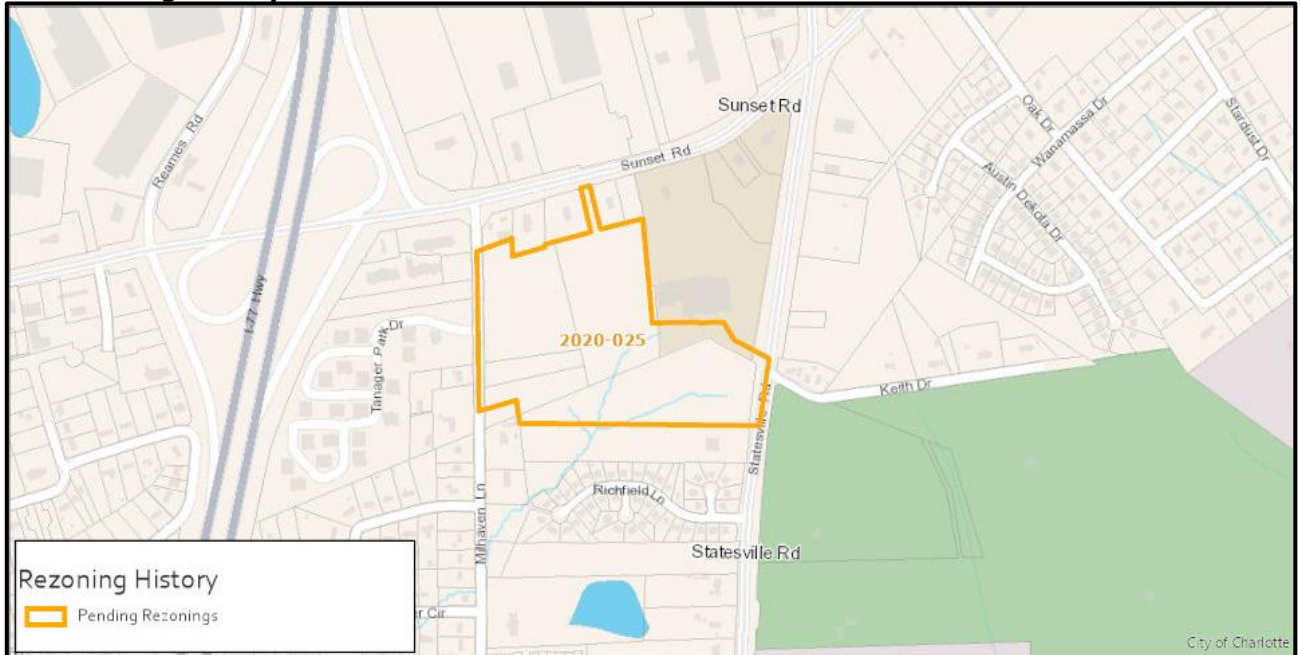 Sunset Rd
Sunset Rd
Reames Rd
I-77 Hwy
Oak Dr
Wanamassa Dr
Stardust Dr
Austin Dekota Dr
2020-025
Tanager Park Dr
Keith Dr
Statesville Rd
Richfield Ln
Milhaven Ln
Statesville Rd
Rezoning History
Pending Rezonings
er Cir
City of Charlotte